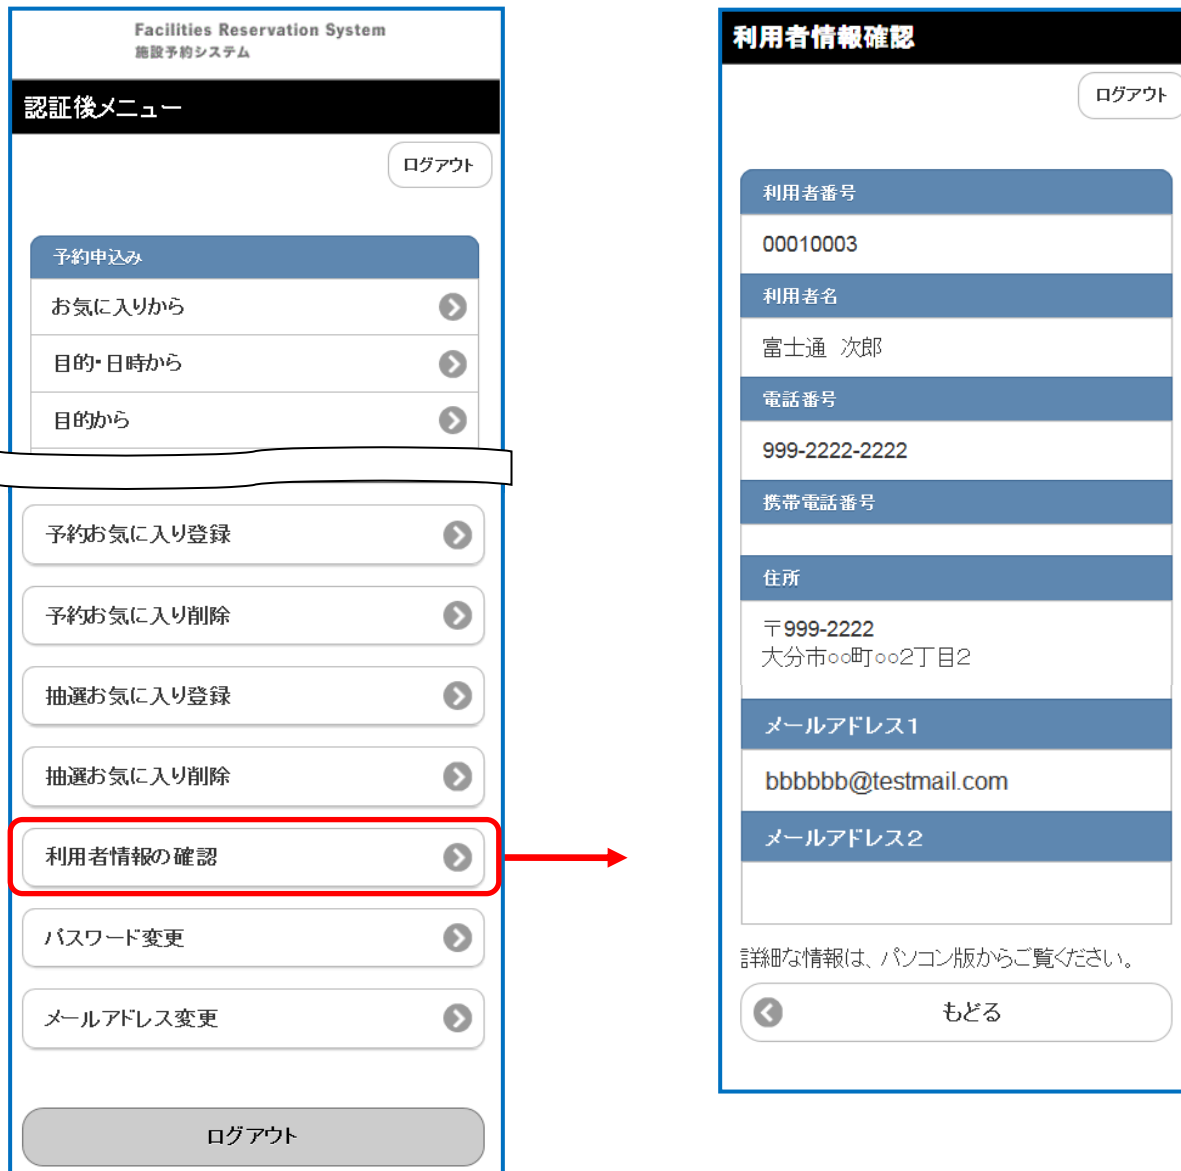 Facilities Reservation System
施設予約システム
認証後メニュー
ログアウト
予約申込み
お気に入りから
目的・日時から
目的から
予約お気に入り登録
予約お気に入り削除
抽選お気に入り登録
抽選お気に入り削除
利用者情報の確認
パスワード変更
メールアドレス変更
ログアウト
利用者情報確認
ログアウト
利用者番号
00010003
利用者名
富士通 次郎
電話番号
999-2222-2222
携帯電話番号
住所
〒999-2222
大分市○○町○○2丁目2
メールアドレス1
bbbbbb@testmail.com
メールアドレス2
詳細な情報は、パソコン版からご覧ください。
もどる